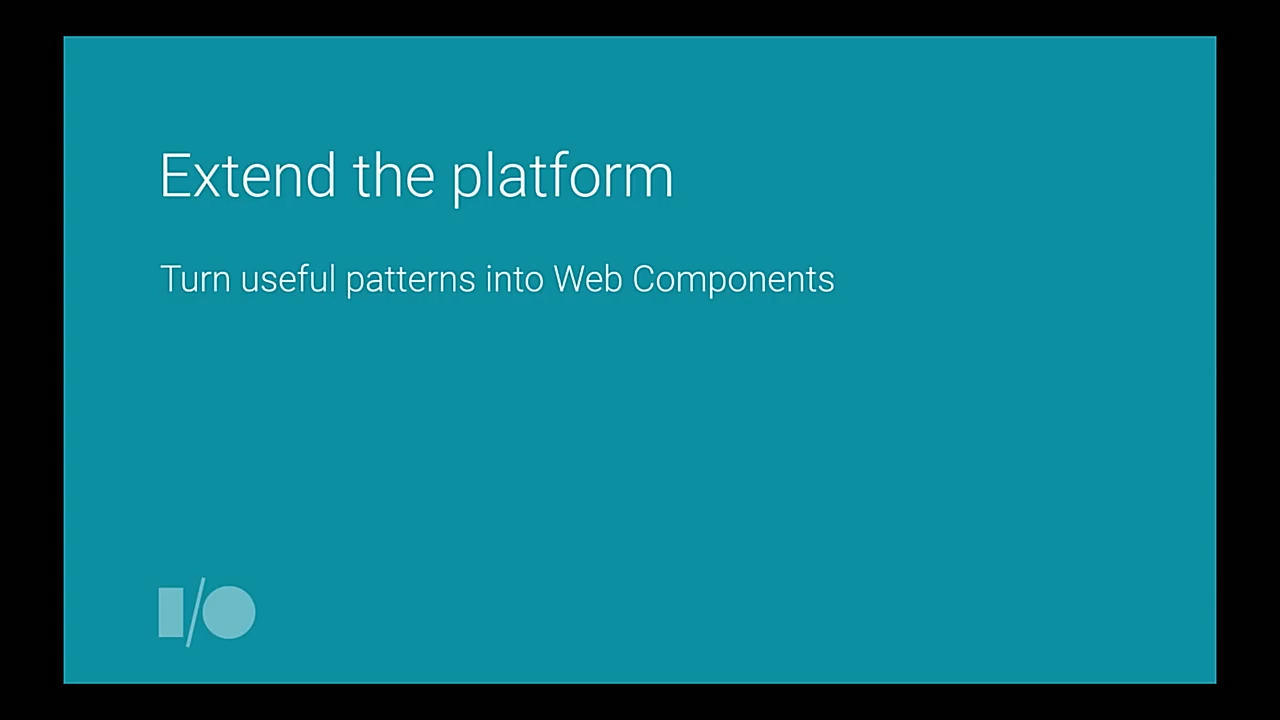 Extend the platform
Turn useful patterns into Web Components
I/O